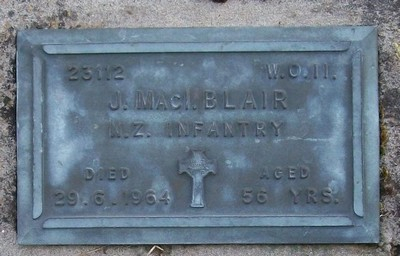 23112 W.O.II.
J. MACI. BLAIR
N.Z. INFANTRY
DIED AGED
29.6.1964 56 YRS.